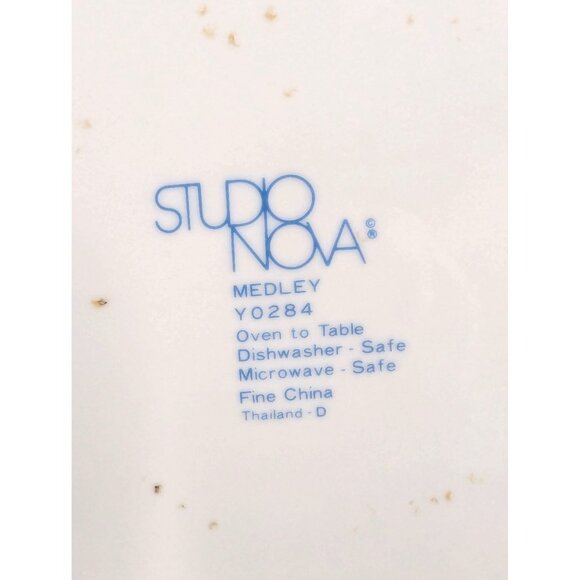 STUDIO
NOVA ©®
MEDLEY
Y0284
Oven to Table
Dishwasher - Safe
Microwave - Safe
Fine China
Thailand - D